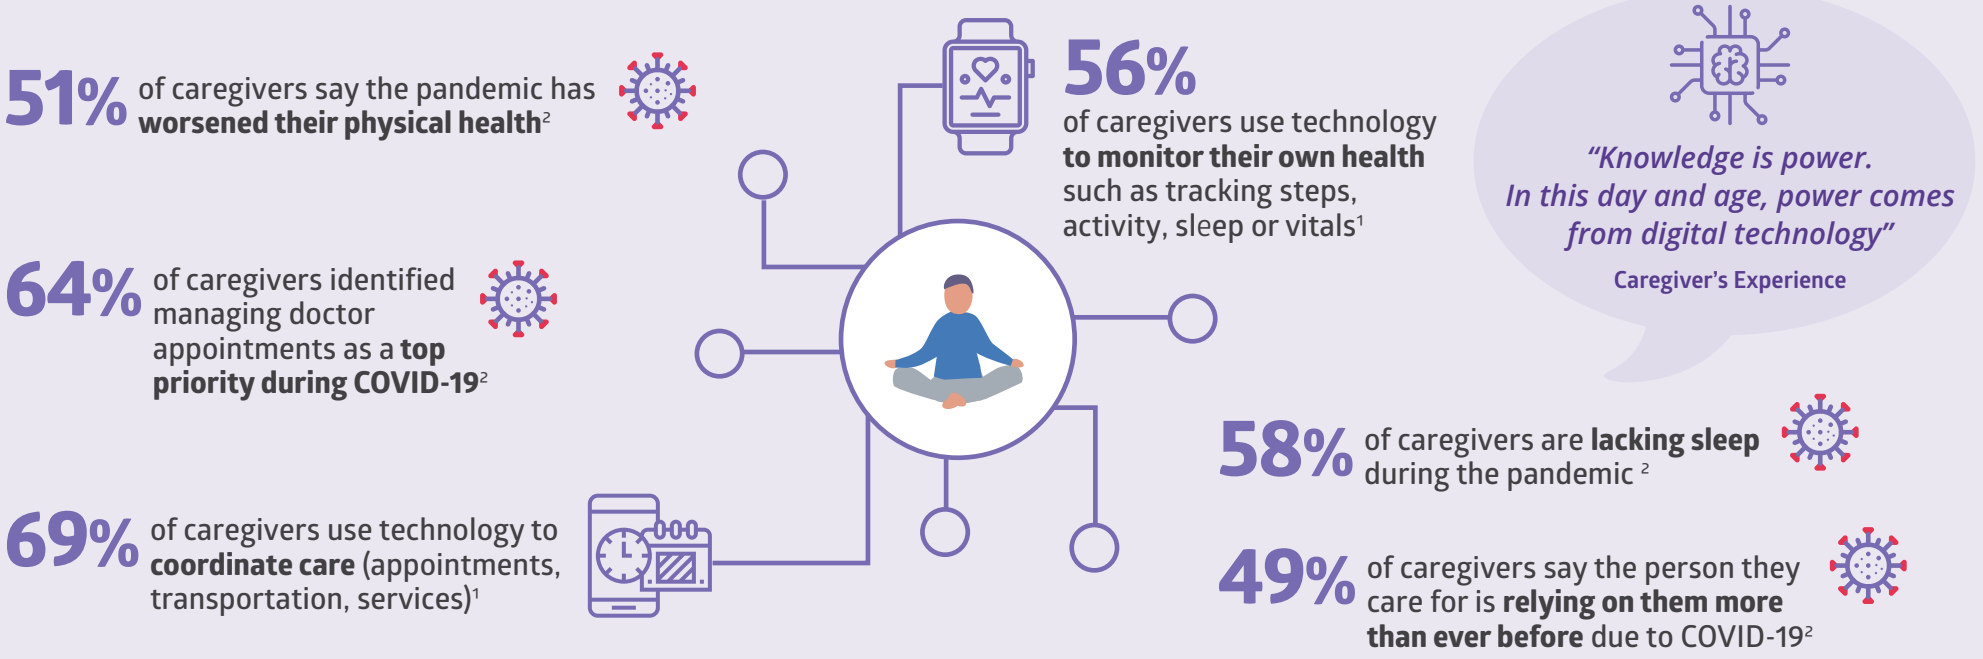 51% of caregivers say the pandemic has
worsened their physical health²
64% of caregivers identified
managing doctor
appointments as a top
priority during COVID-19²
69% of caregivers use technology to
coordinate care (appointments,
transportation, services)¹
56%
of caregivers use technology
to monitor their own health
such as tracking steps,
activity, sleep or vitals¹
“Knowledge is power.
In this day and age, power comes
from digital technology”
Caregiver’s Experience
58% of caregivers are lacking sleep
during the pandemic ²
49% of caregivers say the person they
care for is relying on them more
than ever before due to COVID-19²